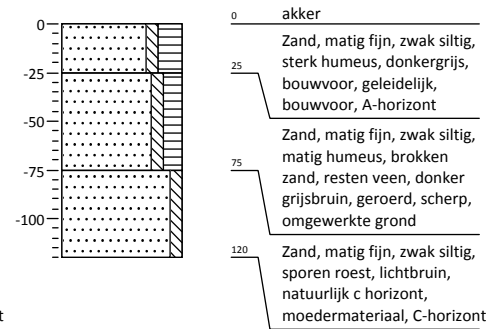 0
-25
-50
-75
-100
0 akker
Zand, matig fijn, zwak siltig,
sterk humeus, donkergrijs,
25 bouwvoor, geleidelijk,
bouwvoor, A-horizont
Zand, matig fijn, zwak siltig,
matig humeus, brokken
75 zand, resten veen, donker
grijsbruin, geroerd, scherp,
omgewerkte grond
120 Zand, matig fijn, zwak siltig,
sporen roest, lichtbruin,
natuurlijk c horizont,
t moedermateriaal, C-horizont